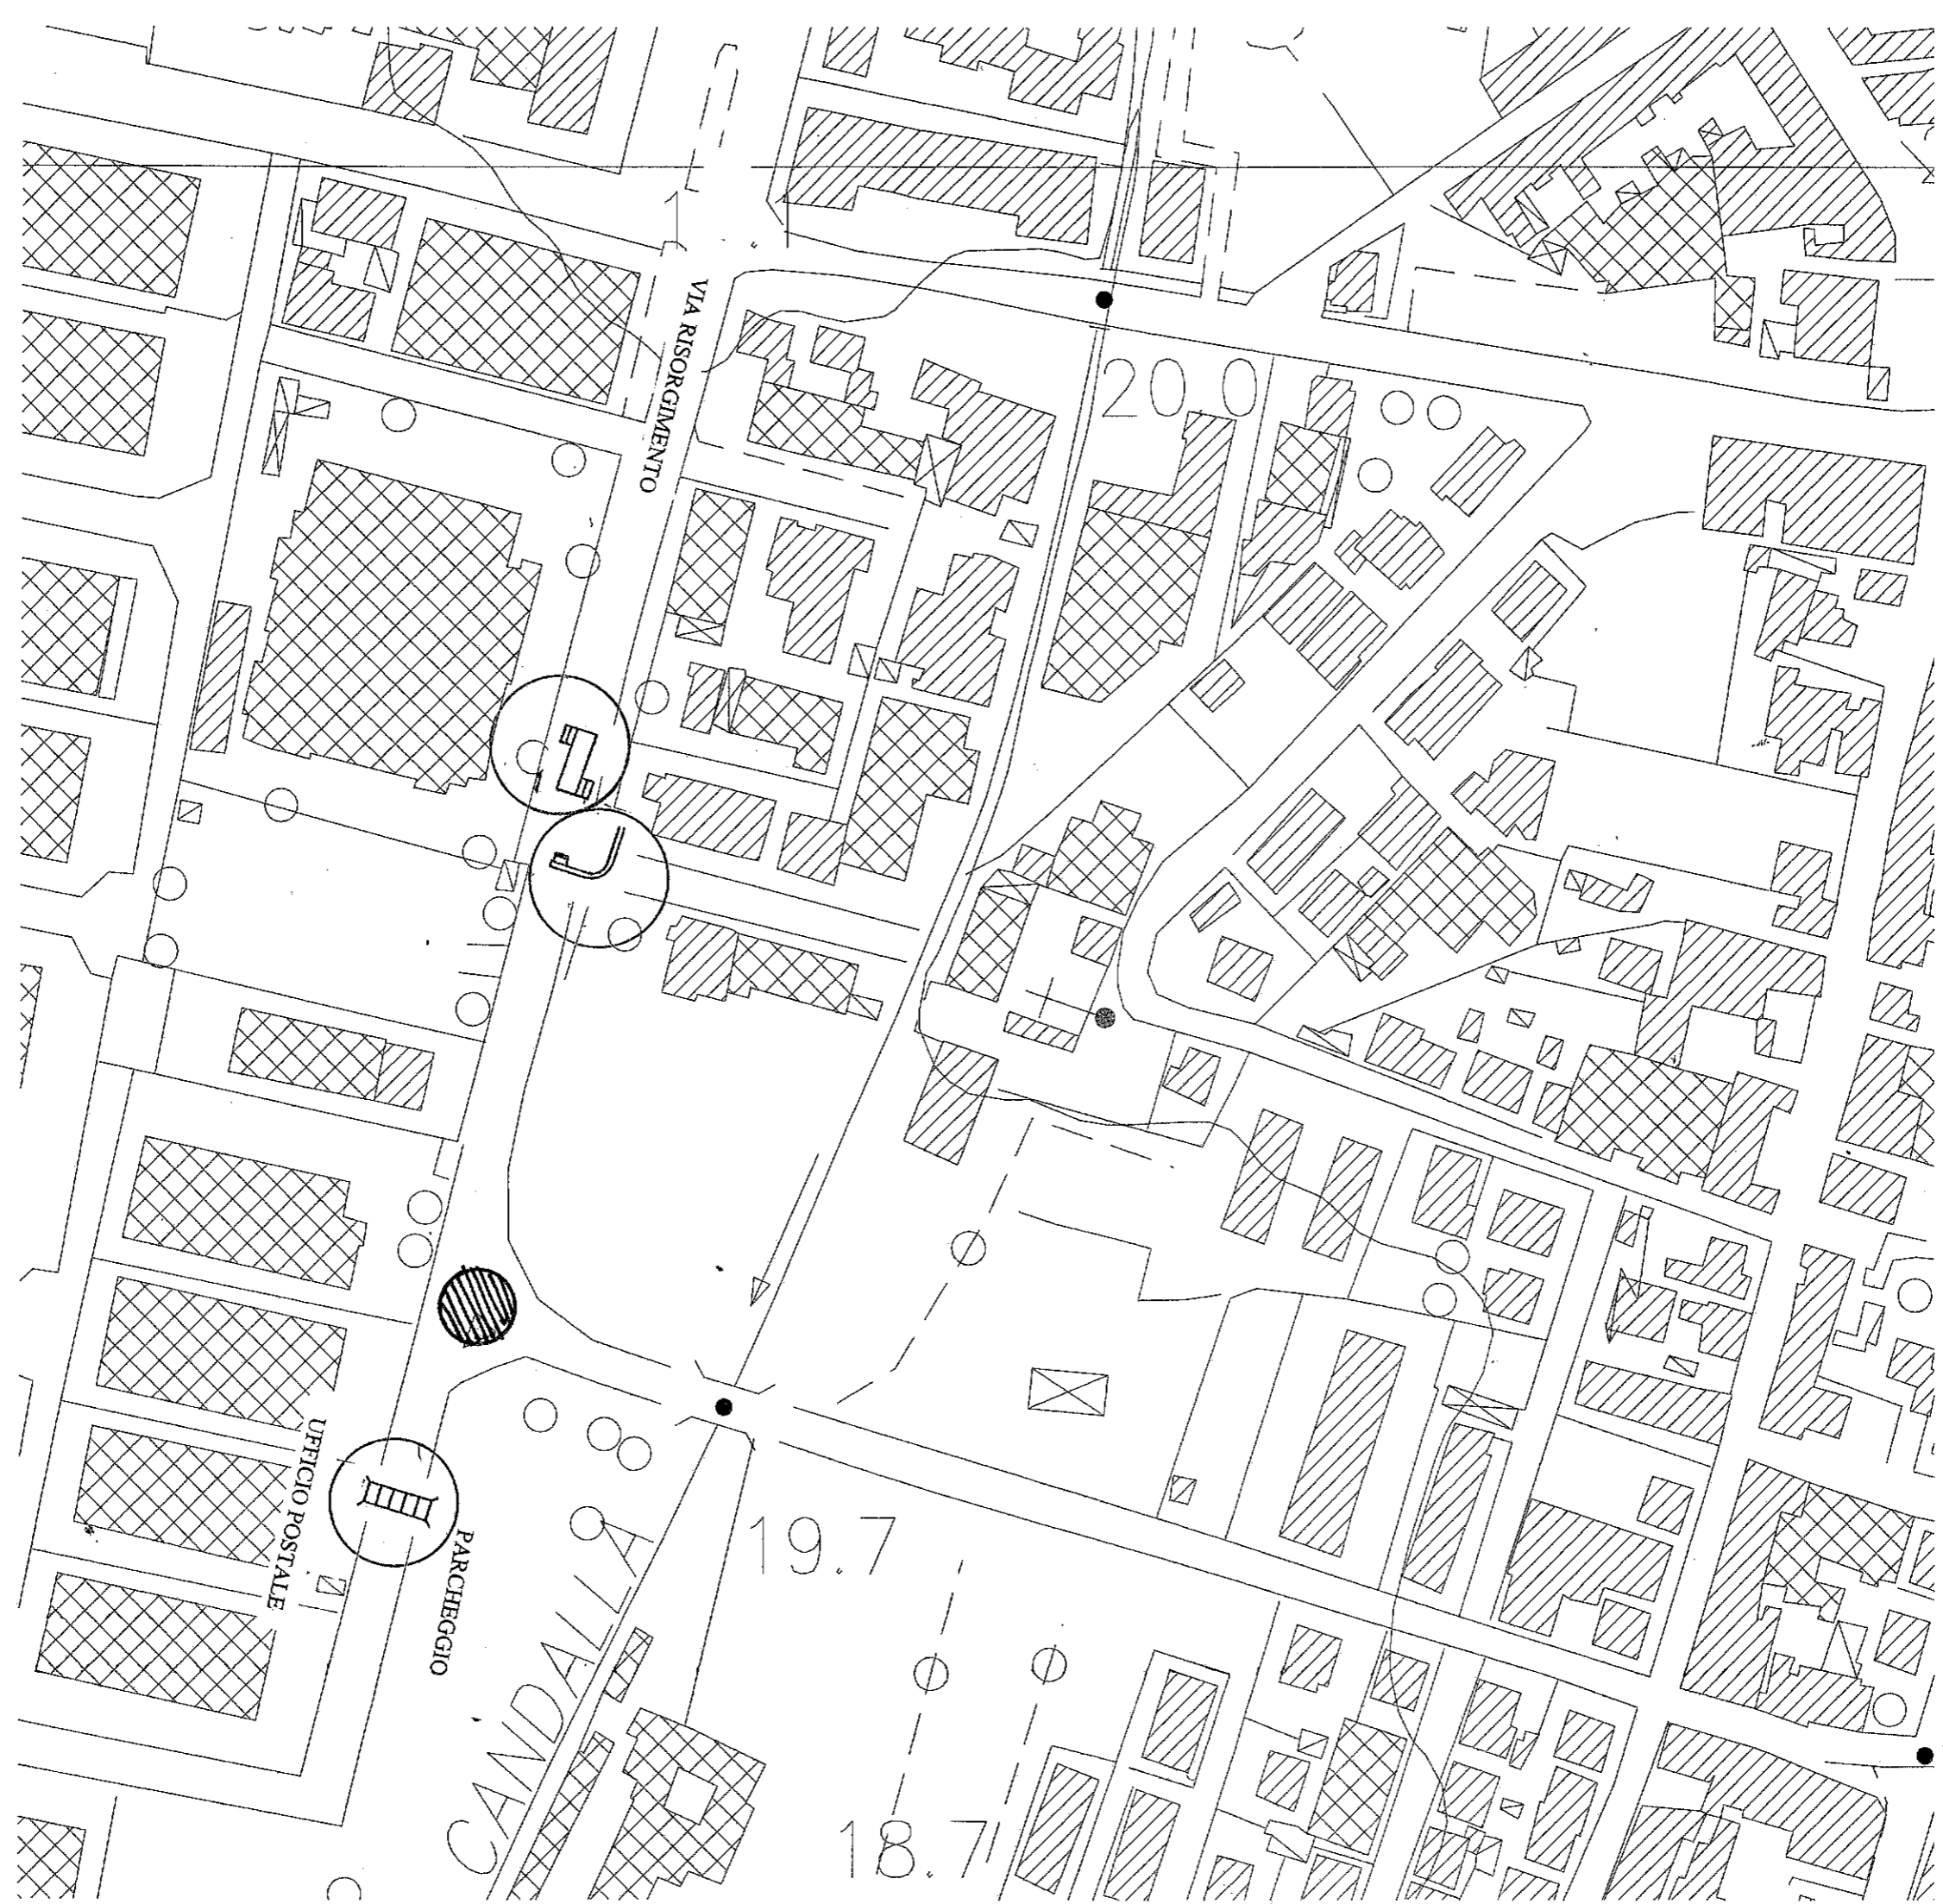 VIA RISORGIMENTO
20.0
UFFICIO POSTALE
PARCHEGGIO
19.7
CANDALLA
18.7